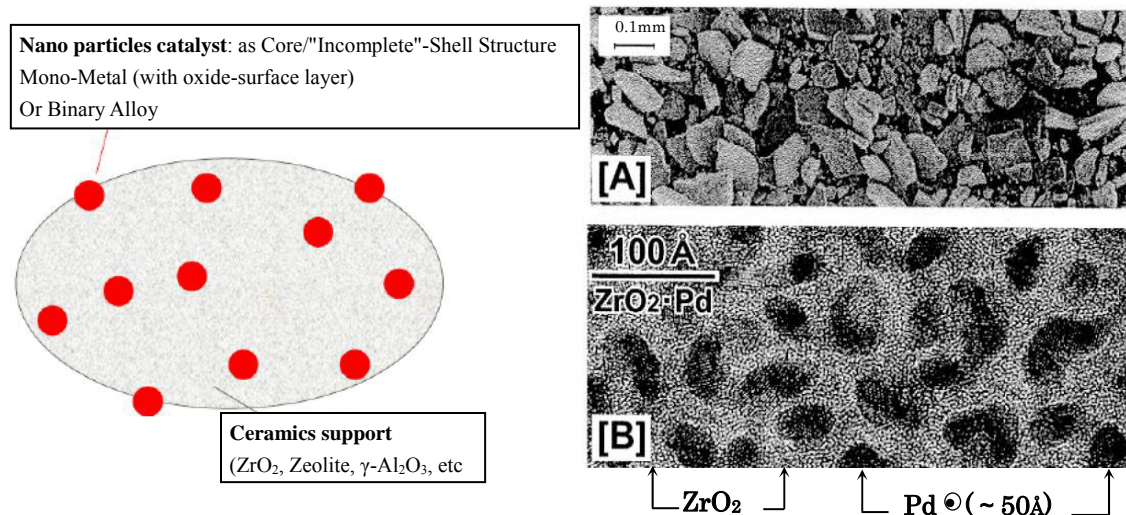 Nano particles catalyst: as Core/"Incomplete"-Shell Structure
Mono-Metal (with oxide-surface layer)
Or Binary Alloy
Ceramics support
(ZrO₂, Zeolite, γ-Al₂O₃, etc
0.1mm
[A]
100 Å
ZrO₂·Pd
[B]
ZrO₂
Pd ⊙(~50Å)